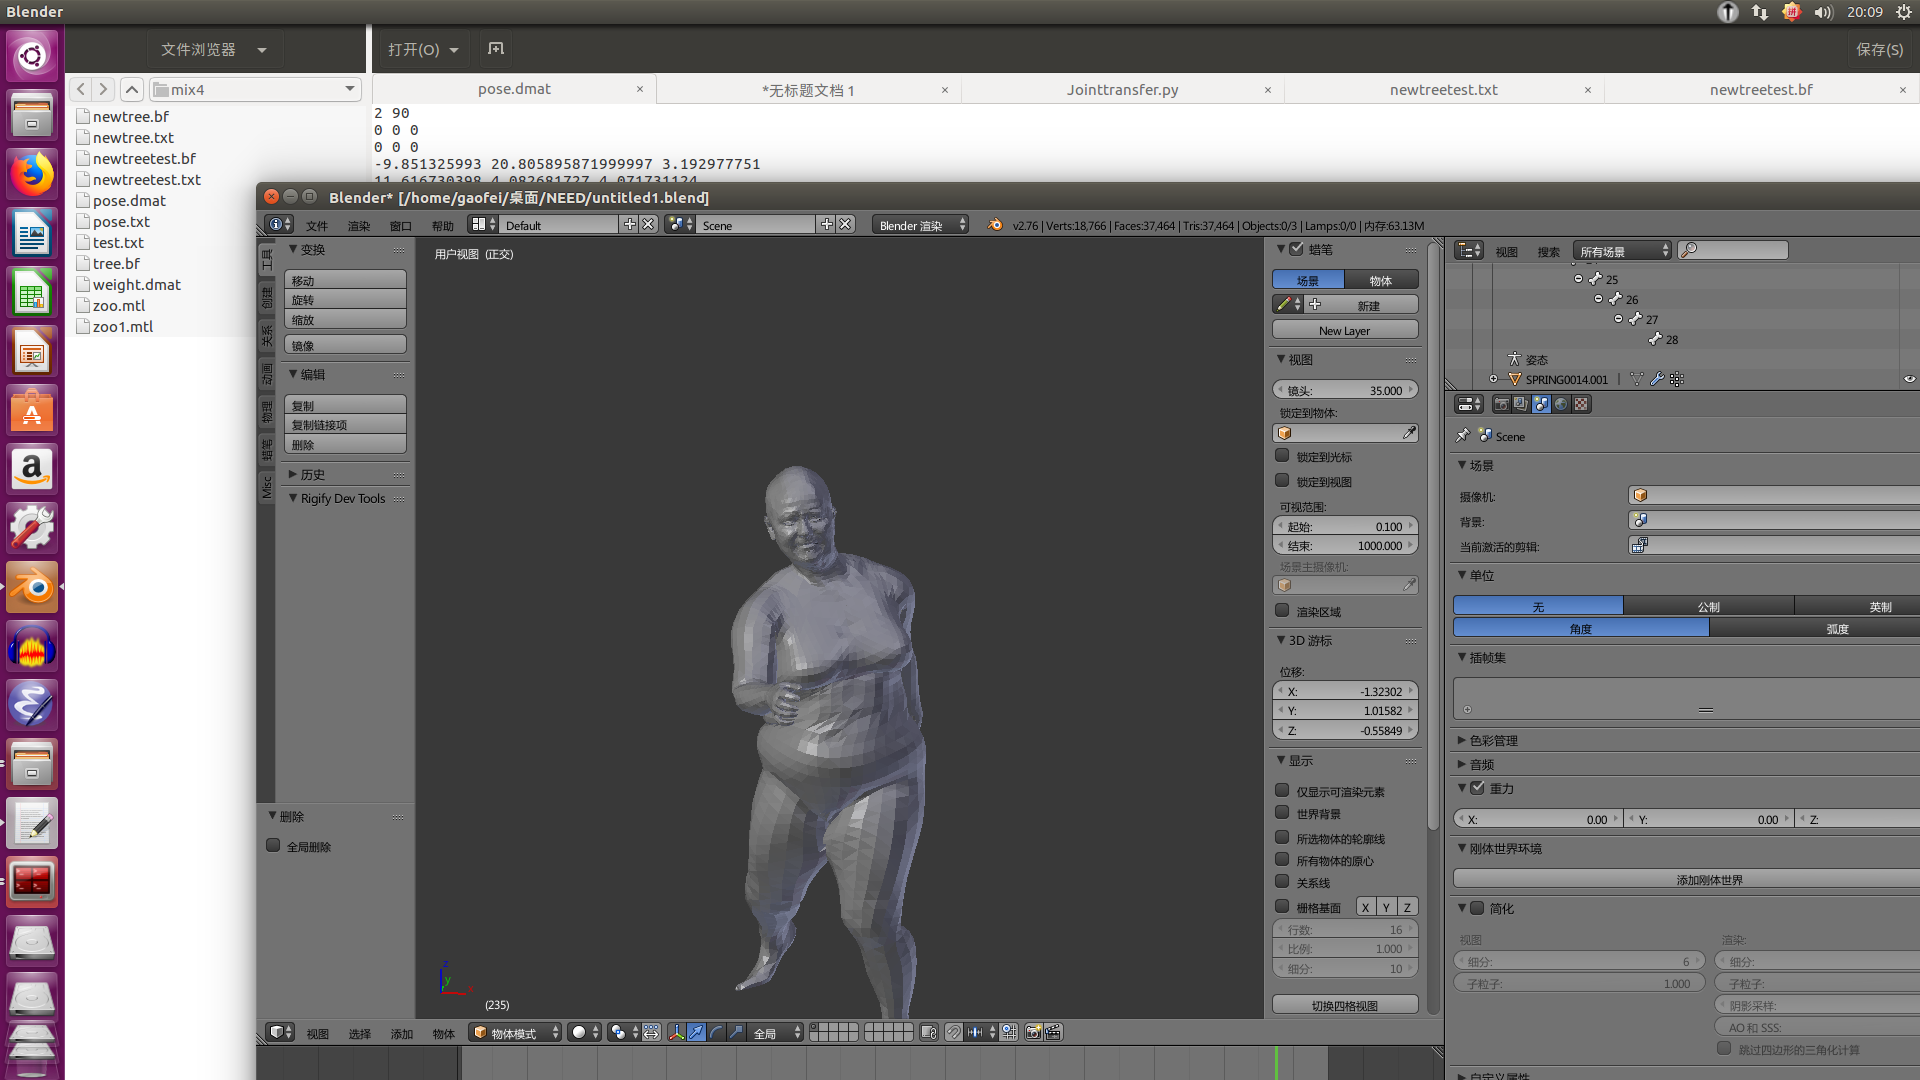 Blender
20:09
文件浏览器
打开(O)
保存(S)
mix4
pose.dmat
*无标题文档 1
Jointtransfer.py
newtreetest.txt
newtreetest.bf
newtree.bf
newtree.txt
newtreetest.bf
newtreetest.txt
pose.dmat
pose.txt
test.txt
tree.bf
weight.dmat
zoo.mtl
zoo1.mtl
2 90
0 0 0
0 0 0
-9.851325993 20.805895871999997 3.192977751
11.616730398 4.082681727 4.071731124
Blender* [/home/gaofei/桌面/NEED/untitled1.blend]
文件 渲染 窗口 帮助 Default Scene Blender 渲染 v2.76 | Verts:18,766 | Faces:37,464 | Tris:37,464 | Objects:0/3 | Lamps:0/0 | 内存:63.13M
工具
创建
关系
动画
物理
蜡笔
Misc
变换
移动
旋转
缩放
镜像
编辑
复制
复制链接项
删除
历史
Rigify Dev Tools
删除
全局删除
用户视图 (正交)
z
y
x
(235)
视图 选择 添加 物体 物体模式 全局
蜡笔
场景 物体
新建
New Layer
视图
镜头: 35.000
锁定到物体:
锁定到光标
锁定到视图
可视范围:
起始: 0.100
结束: 1000.000
场景主摄像机:
渲染区域
3D 游标
位移:
X: -1.32302
Y: 1.01582
Z: -0.55849
显示
仅显示可渲染元素
世界背景
所选物体的轮廓线
所有物体的原心
关系线
栅格基面 X Y Z
行数: 16
比例: 1.000
细分: 10
切换四格视图
视图 搜索 所有场景
25
26
27
28
姿态
SPRING0014.001
Scene
场景
摄像机:
背景:
当前激活的剪辑:
单位
无 公制 英制
角度 弧度
插帧集
色彩管理
音频
重力
X: 0.00 Y: 0.00 Z:
刚体世界环境
添加刚体世界
简化
视图 渲染:
细分: 6 细分:
子粒子: 1.000 子粒子:
阴影采样:
AO 和 SSS:
跳过四边形的三角化计算
自定义属性